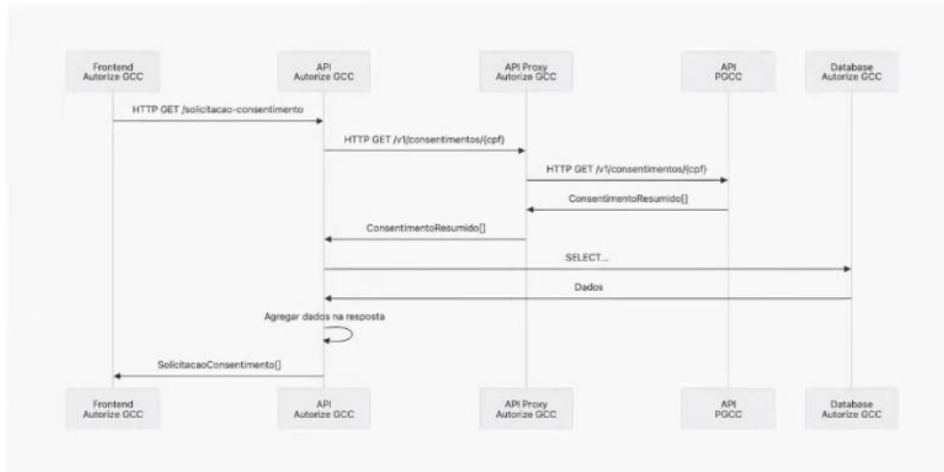 Frontend
Autorize GCC
API
Autorize GCC
API Proxy
Autorize GCC
API
PGCC
Database
Autorize GCC
HTTP GET /solicitacao-consentimento
HTTP GET /v1/consentimentos/{cpf}
HTTP GET /v1/consentimentos/{cpf}
ConsentimentoResumido[]
ConsentimentoResumido[]
SELECT...
Dados
Agregar dados na resposta
SolicitacaoConsentimento[]
Frontend
Autorize GCC
API
Autorize GCC
API Proxy
Autorize GCC
API
PGCC
Database
Autorize GCC